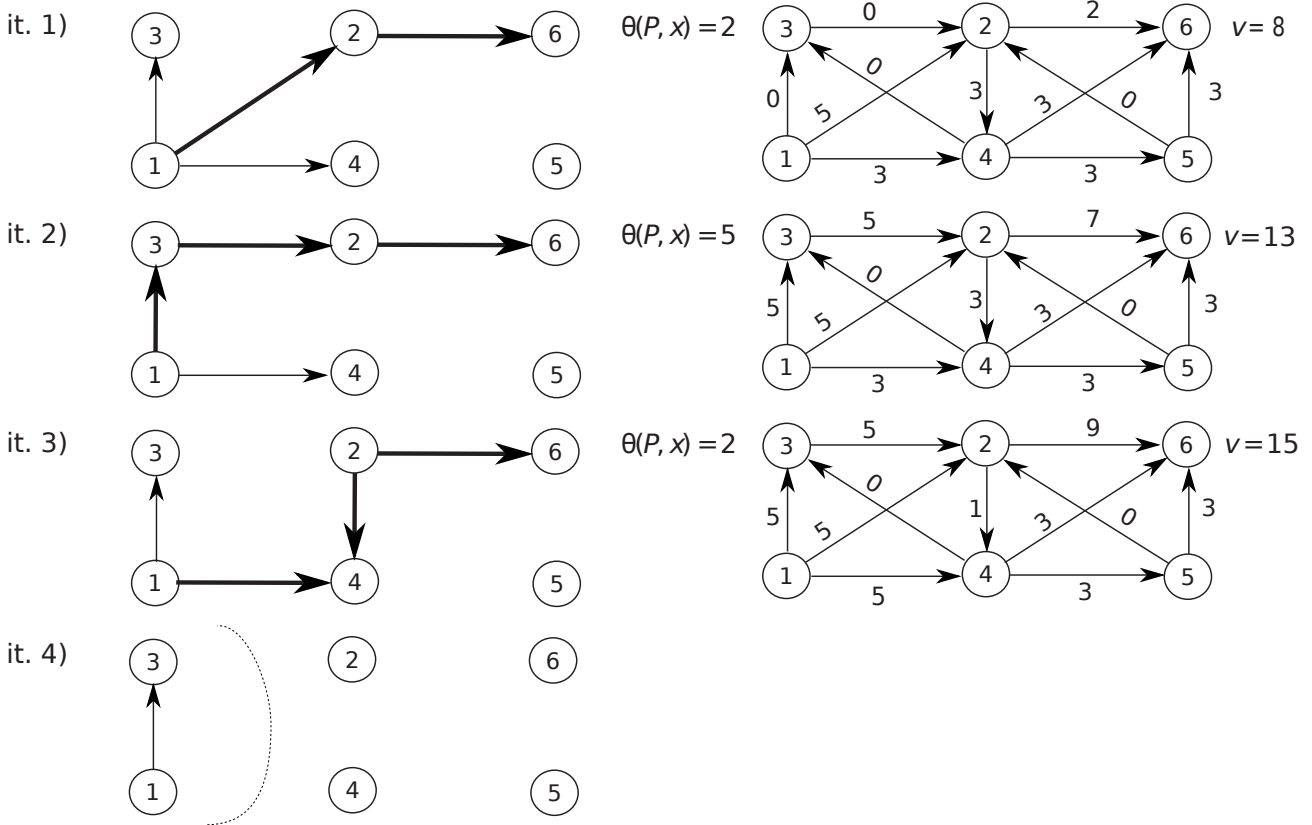 it. 1)
3 2 6
1 4 5
θ(P, x) = 2
3 0 2 2 6
0 5 0 3 3 0 3
1 3 4 3 5
v = 8
it. 2)
3 2 6
1 4 5
θ(P, x) = 5
3 5 2 7 6
5 5 0 3 3 0 3
1 3 4 3 5
v = 13
it. 3)
3 2 6
1 4 5
θ(P, x) = 2
3 5 2 9 6
5 5 0 1 3 0 3
1 5 4 3 5
v = 15
it. 4)
3 2 6
1 4 5